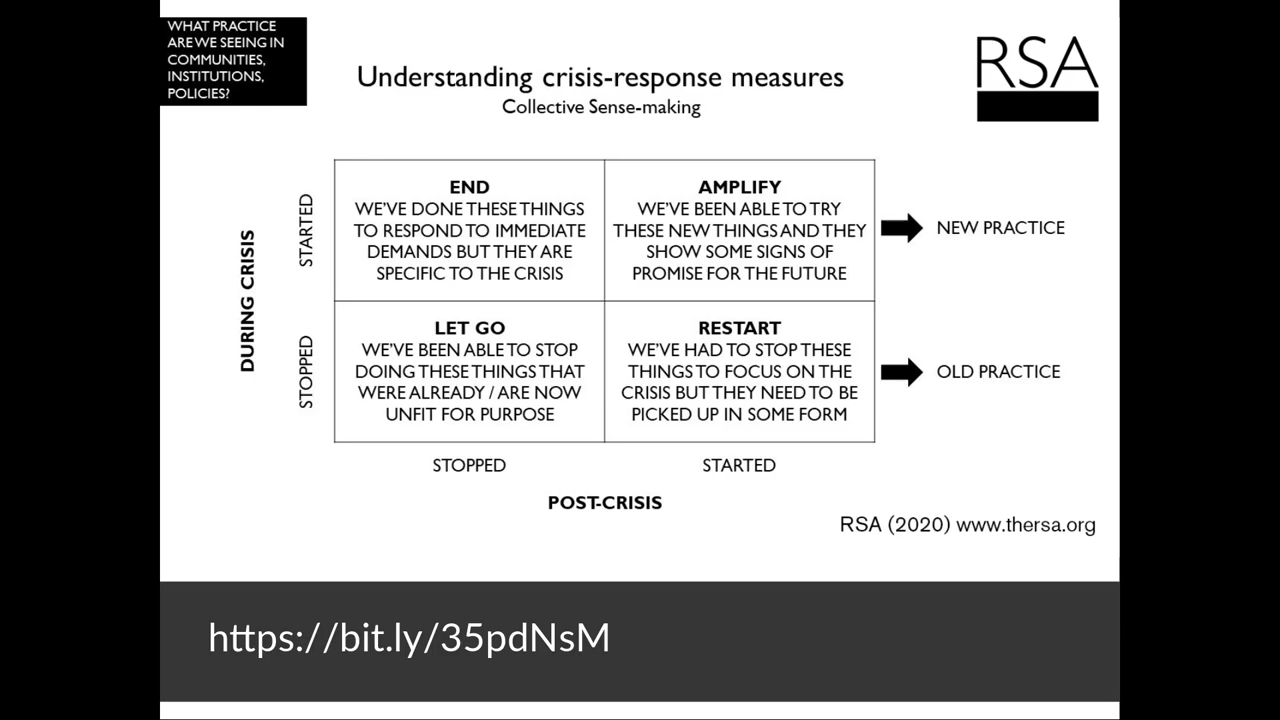 WHAT PRACTICE
ARE WE SEEING IN
COMMUNITIES,
INSTITUTIONS,
POLICIES?
Understanding crisis-response measures
Collective Sense-making
RSA
DURING CRISIS
STARTED
END
WE'VE DONE THESE THINGS
TO RESPOND TO IMMEDIATE
DEMANDS BUT THEY ARE
SPECIFIC TO THE CRISIS
AMPLIFY
WE'VE BEEN ABLE TO TRY
THESE NEW THINGS AND THEY
SHOW SOME SIGNS OF
PROMISE FOR THE FUTURE
NEW PRACTICE
STOPPED
LET GO
WE'VE BEEN ABLE TO STOP
DOING THESE THINGS THAT
WERE ALREADY / ARE NOW
UNFIT FOR PURPOSE
RESTART
WE'VE HAD TO STOP THESE
THINGS TO FOCUS ON THE
CRISIS BUT THEY NEED TO BE
PICKED UP IN SOME FORM
OLD PRACTICE
STOPPED
STARTED
POST-CRISIS
RSA (2020) www.thersa.org
https://bit.ly/35pdNsM